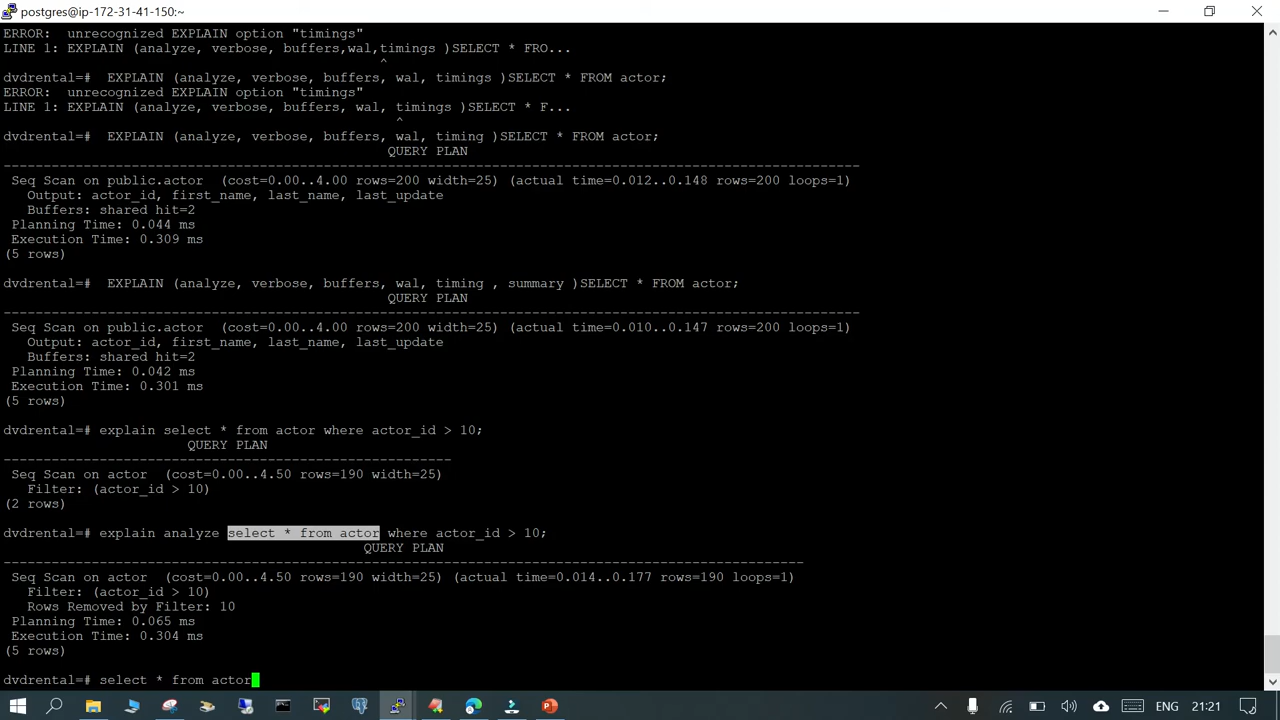 postgres@ip-172-31-41-150:~
ERROR:  unrecognized EXPLAIN option "timings"
LINE 1: EXPLAIN (analyze, verbose, buffers,wal,timings )SELECT * FRO...
^
dvdrental=#  EXPLAIN (analyze, verbose, buffers, wal, timings )SELECT * FROM actor;
ERROR:  unrecognized EXPLAIN option "timings"
LINE 1: EXPLAIN (analyze, verbose, buffers, wal, timings )SELECT * F...
^
dvdrental=#  EXPLAIN (analyze, verbose, buffers, wal, timing )SELECT * FROM actor;
QUERY PLAN
-----------------------------------------------------------------------------------------------------------
Seq Scan on public.actor  (cost=0.00..4.00 rows=200 width=25) (actual time=0.012..0.148 rows=200 loops=1)
Output: actor_id, first_name, last_name, last_update
Buffers: shared hit=2
Planning Time: 0.044 ms
Execution Time: 0.309 ms
(5 rows)
dvdrental=#  EXPLAIN (analyze, verbose, buffers, wal, timing , summary )SELECT * FROM actor;
QUERY PLAN
-----------------------------------------------------------------------------------------------------------
Seq Scan on public.actor  (cost=0.00..4.00 rows=200 width=25) (actual time=0.010..0.147 rows=200 loops=1)
Output: actor_id, first_name, last_name, last_update
Buffers: shared hit=2
Planning Time: 0.042 ms
Execution Time: 0.301 ms
(5 rows)
dvdrental=# explain select * from actor where actor_id > 10;
QUERY PLAN
--------------------------------------------------------
Seq Scan on actor  (cost=0.00..4.50 rows=190 width=25)
Filter: (actor_id > 10)
(2 rows)
dvdrental=# explain analyze select * from actor where actor_id > 10;
QUERY PLAN
----------------------------------------------------------------------------------------------------
Seq Scan on actor  (cost=0.00..4.50 rows=190 width=25) (actual time=0.014..0.177 rows=190 loops=1)
Filter: (actor_id > 10)
Rows Removed by Filter: 10
Planning Time: 0.065 ms
Execution Time: 0.304 ms
(5 rows)
dvdrental=# select * from actor
ENG 21:21